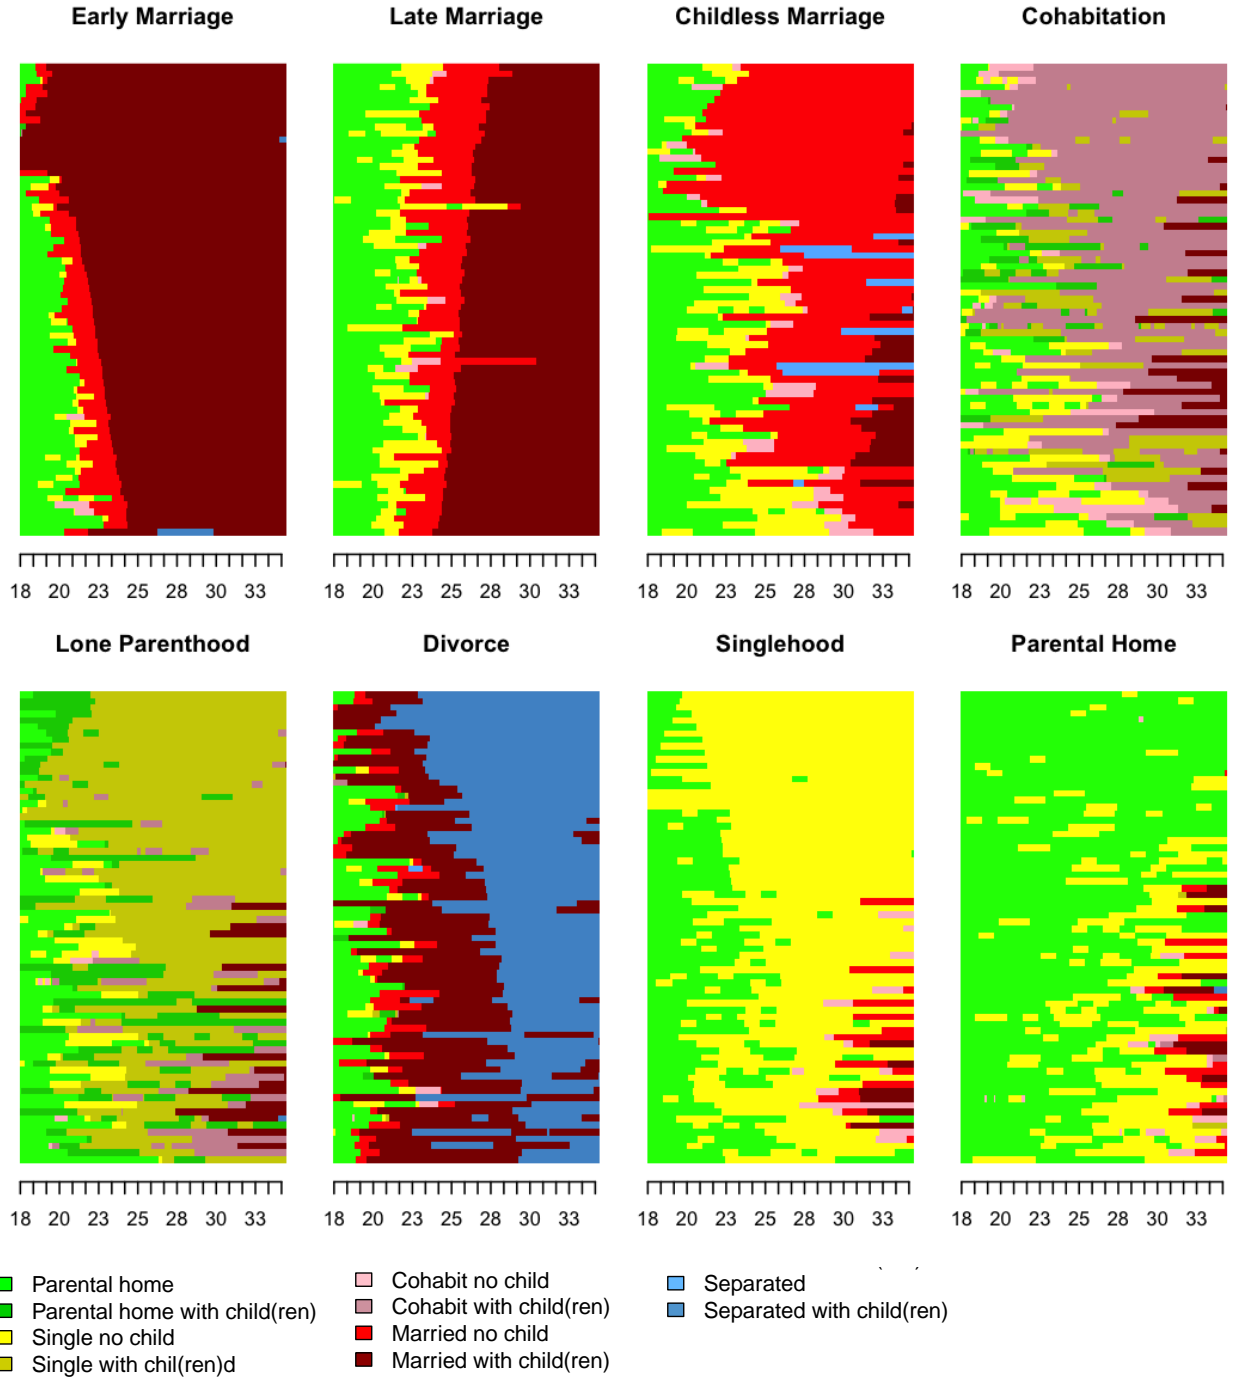 Early Marriage Late Marriage Childless Marriage Cohabitation
18 20 23 25 28 30 33 18 20 23 25 28 30 33 18 20 23 25 28 30 33 18 20 23 25 28 30 33
Lone Parenthood Divorce Singlehood Parental Home
18 20 23 25 28 30 33 18 20 23 25 28 30 33 18 20 23 25 28 30 33 18 20 23 25 28 30 33
Parental home
Parental home with child(ren)
Single no child
Single with chil(ren)d
Cohabit no child
Cohabit with child(ren)
Married no child
Married with child(ren)
Separated
Separated with child(ren)